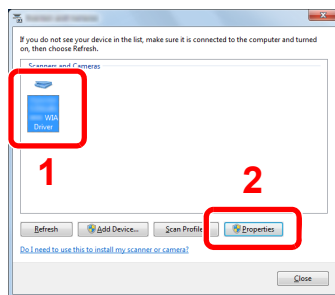 If you do not see your device in the list, make sure it is connected to the computer and turned
on, then choose Refresh.
Scanners and Cameras
WIA
Driver
1
2
Refresh
Add Device...
Scan Profile
Properties
Do I need to use this to install my scanner or camera?
Close